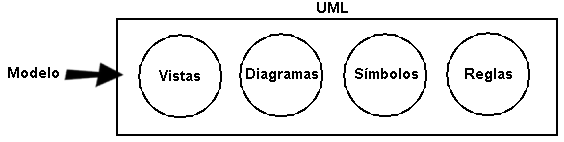 UML
Modelo
Vistas
Diagramas
Símbolos
Reglas